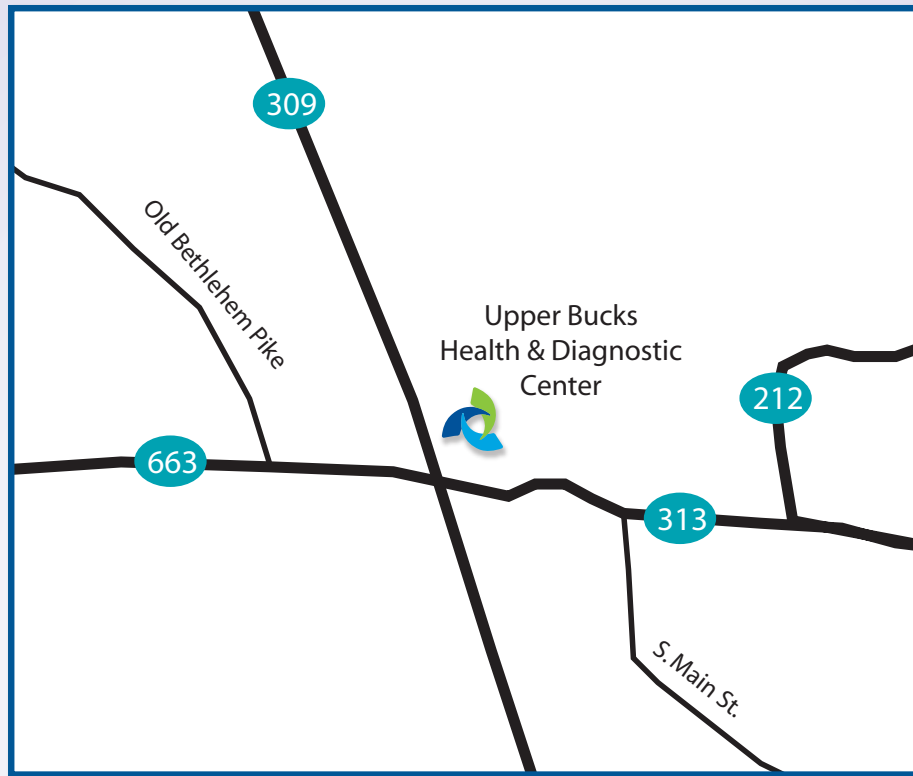 309
Old Bethlehem Pike
Upper Bucks
Health & Diagnostic
Center
212
663
313
S. Main St.